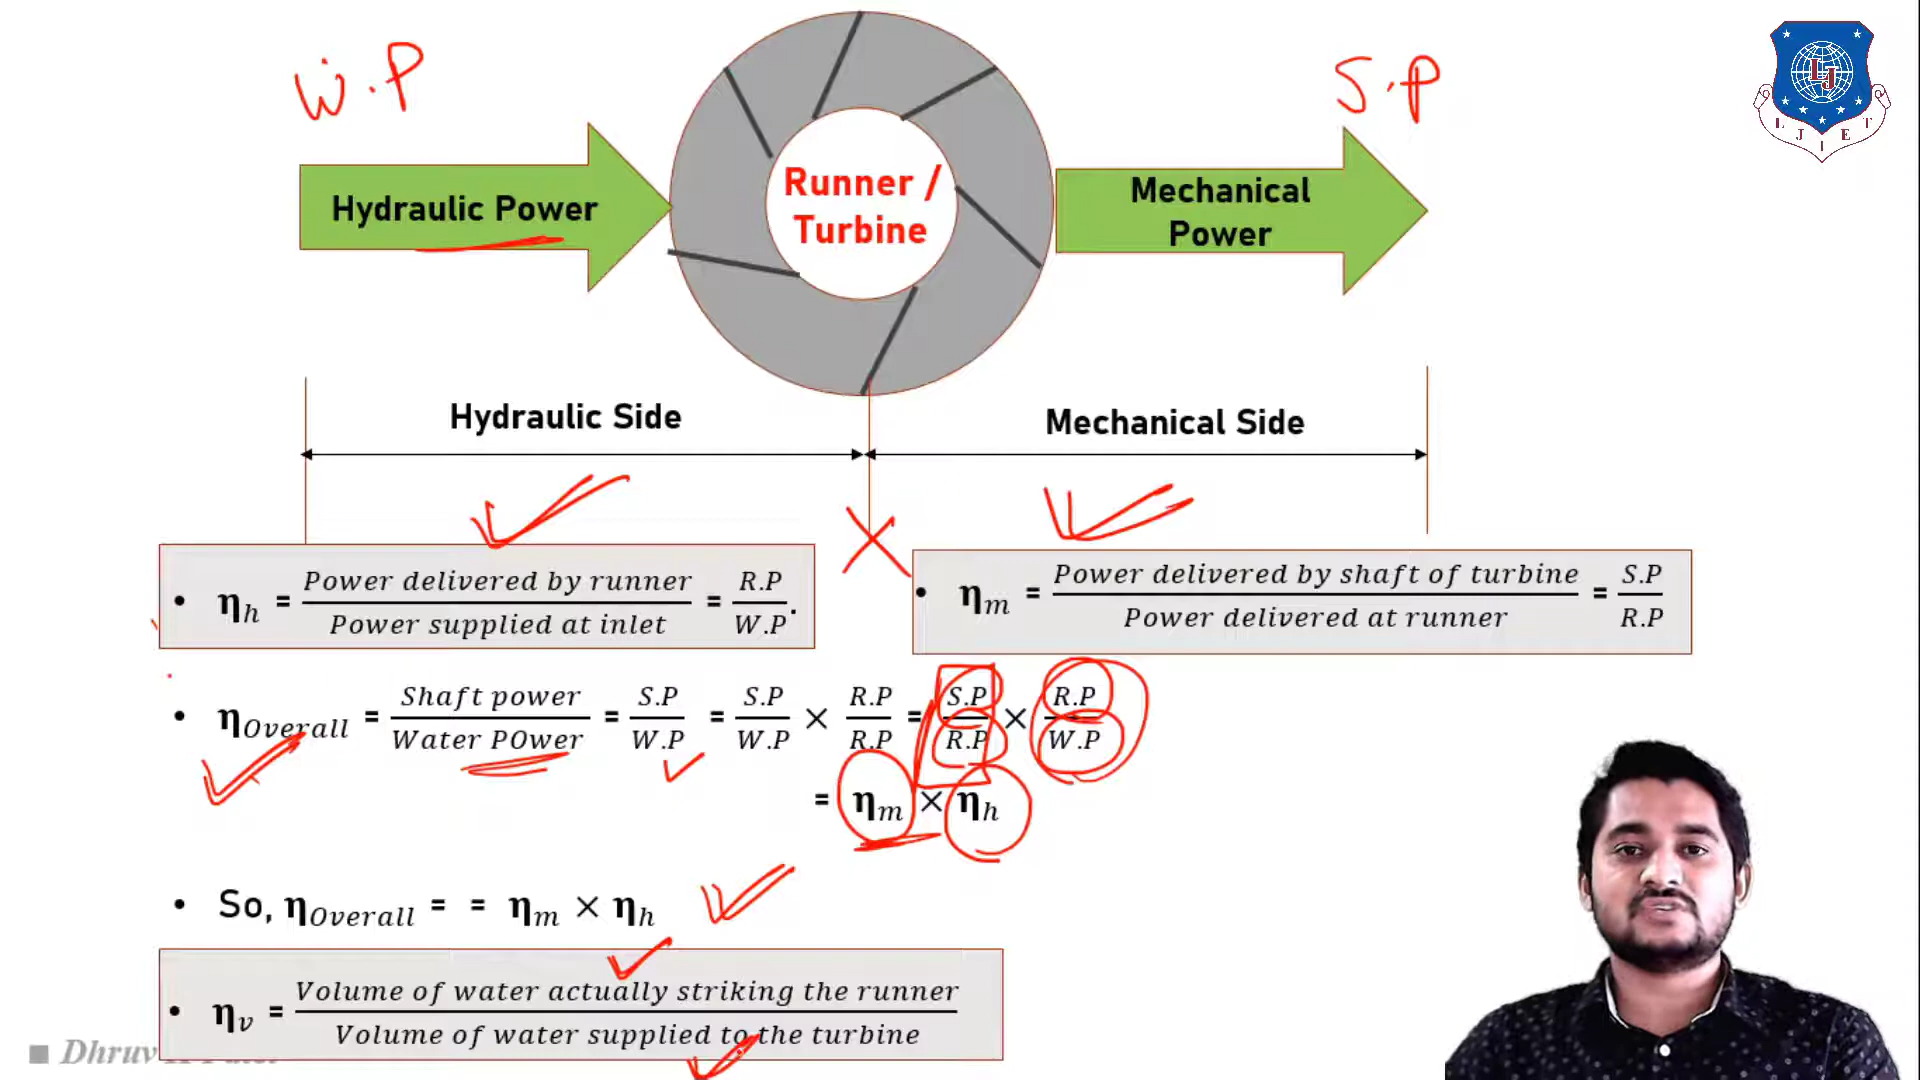 W.P
S.P
LJ
L J I E T
Hydraulic Power
Runner /
Turbine
Mechanical
Power
Hydraulic Side
Mechanical Side
• η_h = Power delivered by runner / Power supplied at inlet = R.P / W.P.
• η_m = Power delivered by shaft of turbine / Power delivered at runner = S.P / R.P
• η_Overall = Shaft power / Water POwer = S.P / W.P = S.P / W.P × R.P / R.P = S.P / R.P × R.P / W.P
= η_m × η_h
• So, η_Overall = = η_m × η_h
• η_v = Volume of water actually striking the runner / Volume of water supplied to the turbine
Dhruv